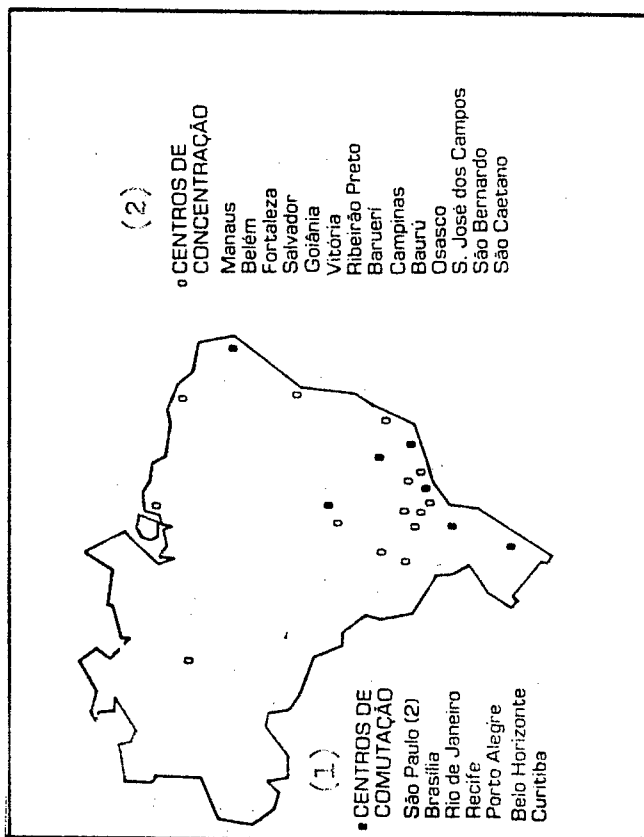 (1)
CENTROS DE
COMUTAÇÃO
São Paulo (2)
Brasília
Rio de Janeiro
Recife
Porto Alegre
Belo Horizonte
Curitiba
(2)
CENTROS DE
CONCENTRAÇÃO
Manaus
Belém
Fortaleza
Salvador
Goiânia
Vitória
Ribeirão Preto
Baruerí
Campinas
Baurú
Osasco
S. José dos Campos
São Bernardo
São Caetano